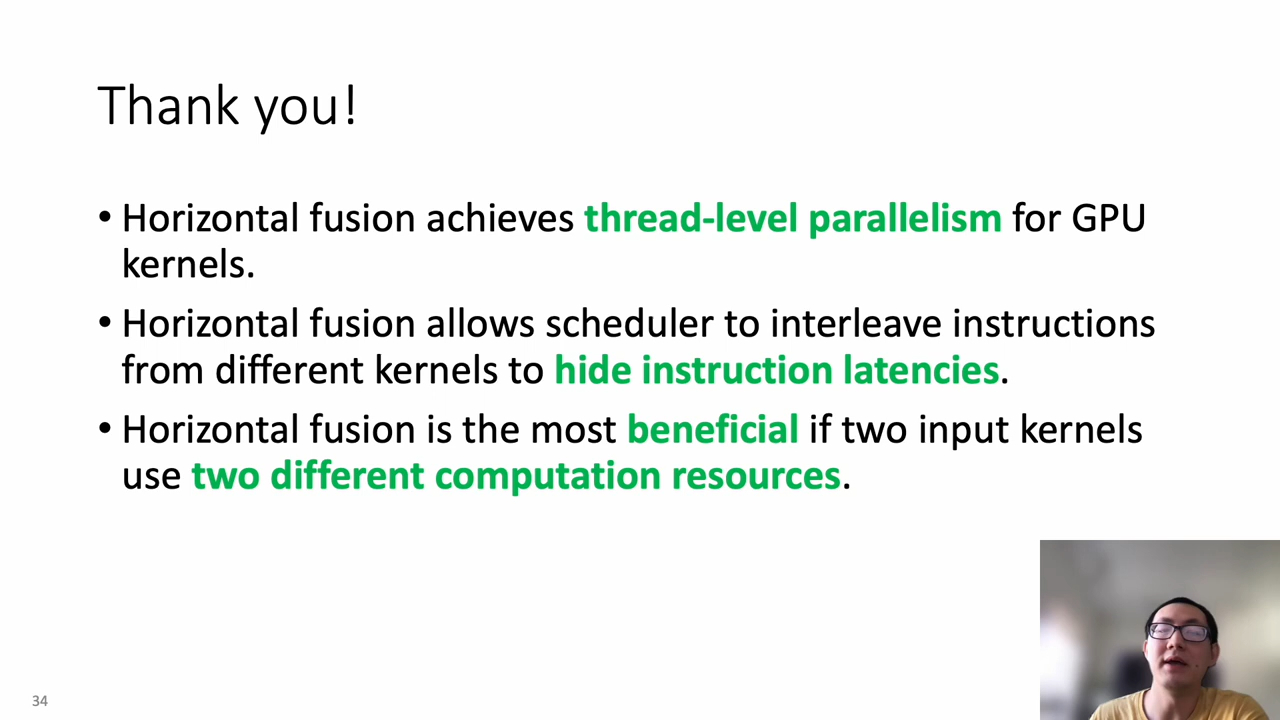 Thank you!
• Horizontal fusion achieves thread-level parallelism for GPU
kernels.
• Horizontal fusion allows scheduler to interleave instructions
from different kernels to hide instruction latencies.
• Horizontal fusion is the most beneficial if two input kernels
use two different computation resources.
34